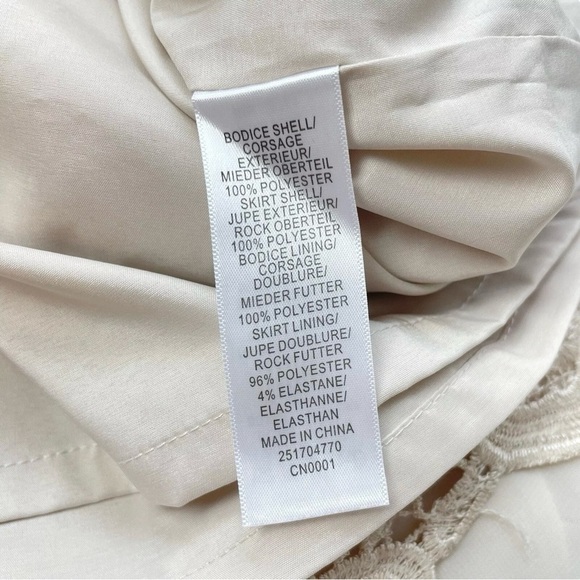 BODICE SHELL/
CORSAGE
EXTERIEUR/
MIEDER OBERTEIL
100% POLYESTER
SKIRT SHELL/
JUPE EXTERIEUR/
ROCK OBERTEIL
100% POLYESTER
BODICE LINING/
CORSAGE
DOUBLURE/
MIEDER FUTTER
100% POLYESTER
SKIRT LINING/
JUPE DOUBLURE/
ROCK FUTTER
96% POLYESTER
4% ELASTANE/
ELASTHANNE/
ELASTHAN
MADE IN CHINA
251704770
CN0001